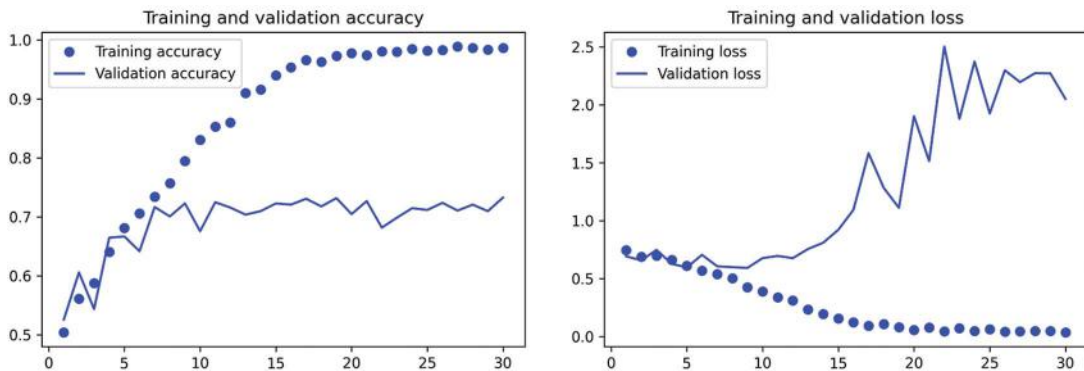 Training and validation accuracy
Training accuracy
Validation accuracy
1.0
0.9
0.8
0.7
0.6
0.5
0 5 10 15 20 25 30
Training and validation loss
Training loss
Validation loss
2.5
2.0
1.5
1.0
0.5
0.0
0 5 10 15 20 25 30